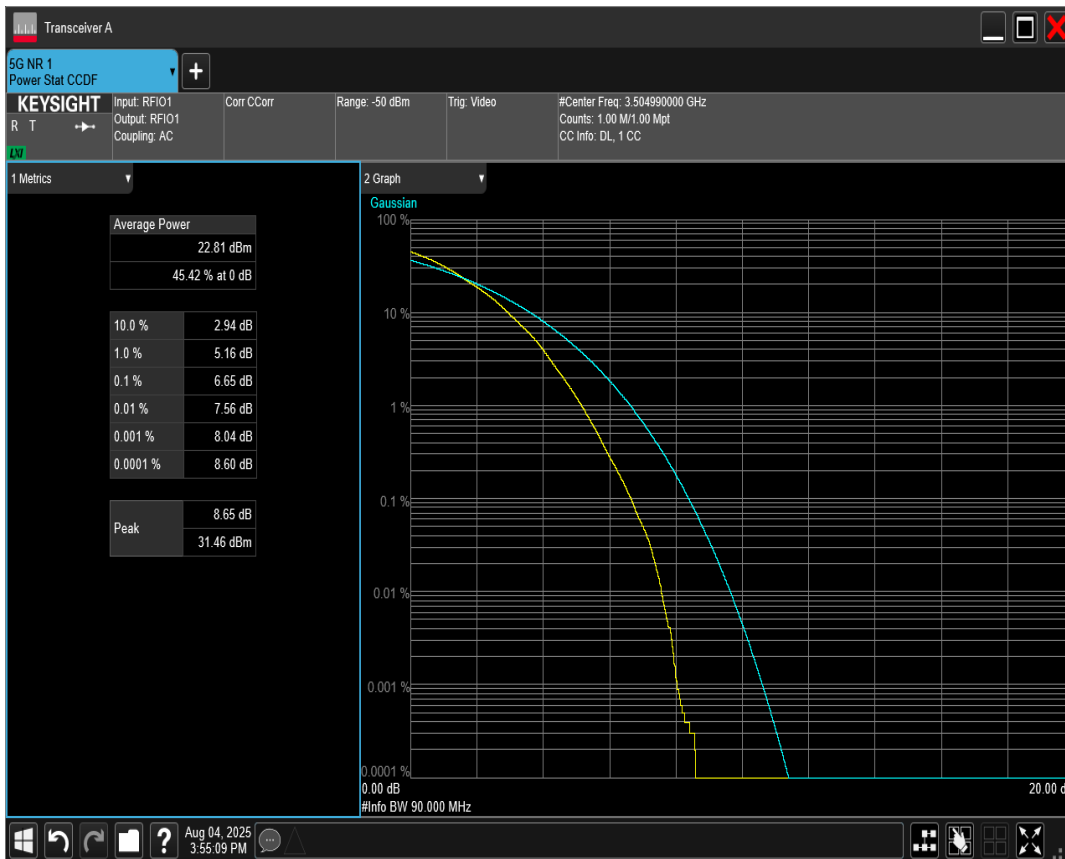 Transceiver A
5G NR 1
Power Stat CCDF
+
KEYSIGHT
R T
LXI
Input: RFIO1
Output: RFIO1
Coupling: AC
Corr CCorr
Range: -50 dBm
Trig: Video
#Center Freq: 3.504990000 GHz
Counts: 1.00 M/1.00 Mpt
CC Info: DL, 1 CC
1 Metrics
Average Power
22.81 dBm
45.42 % at 0 dB
10.0 % 2.94 dB
1.0 % 5.16 dB
0.1 % 6.65 dB
0.01 % 7.56 dB
0.001 % 8.04 dB
0.0001 % 8.60 dB
Peak
8.65 dB
31.46 dBm
2 Graph
Gaussian
100 %
10 %
1 %
0.1 %
0.01 %
0.001 %
0.0001 %
0.00 dB
20.00 d
#Info BW 90.000 MHz
?
Aug 04, 2025
3:55:09 PM